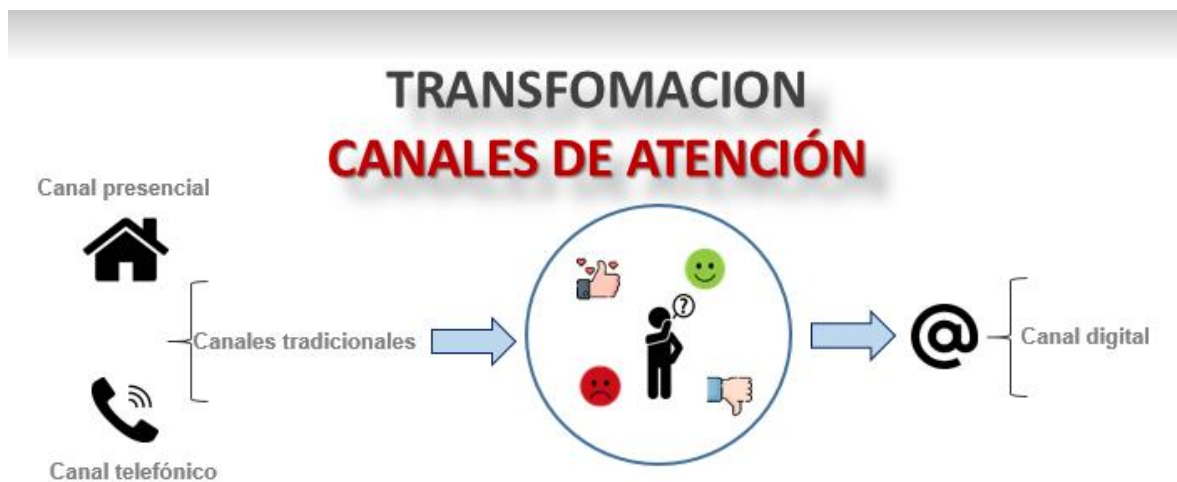 TRANSFOMACION
CANALES DE ATENCIÓN
Canal presencial
Canales tradicionales
?
@
Canal digital
Canal telefónico